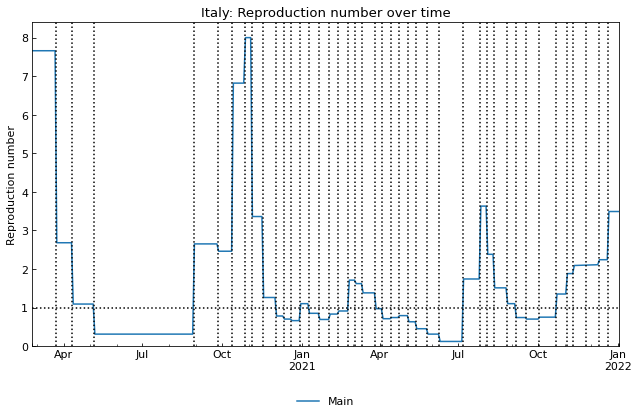 Italy: Reproduction number over time
Reproduction number
8
7
6
5
4
3
2
1
0
Apr
Jul
Oct
Jan
2021
Apr
Jul
Oct
Jan
2022
Main